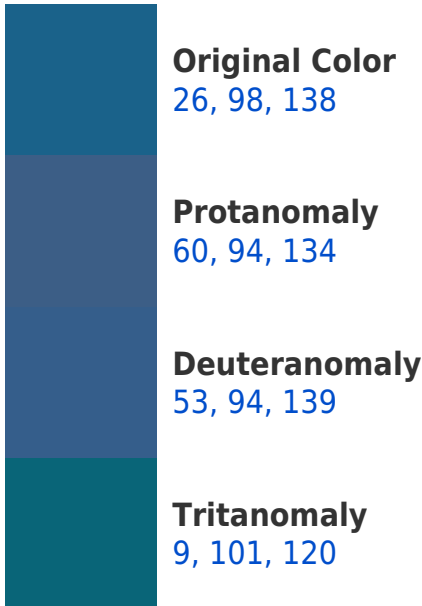 Original Color
26, 98, 138
Protanomaly
60, 94, 134
Deuteranomaly
53, 94, 139
Tritanomaly
9, 101, 120